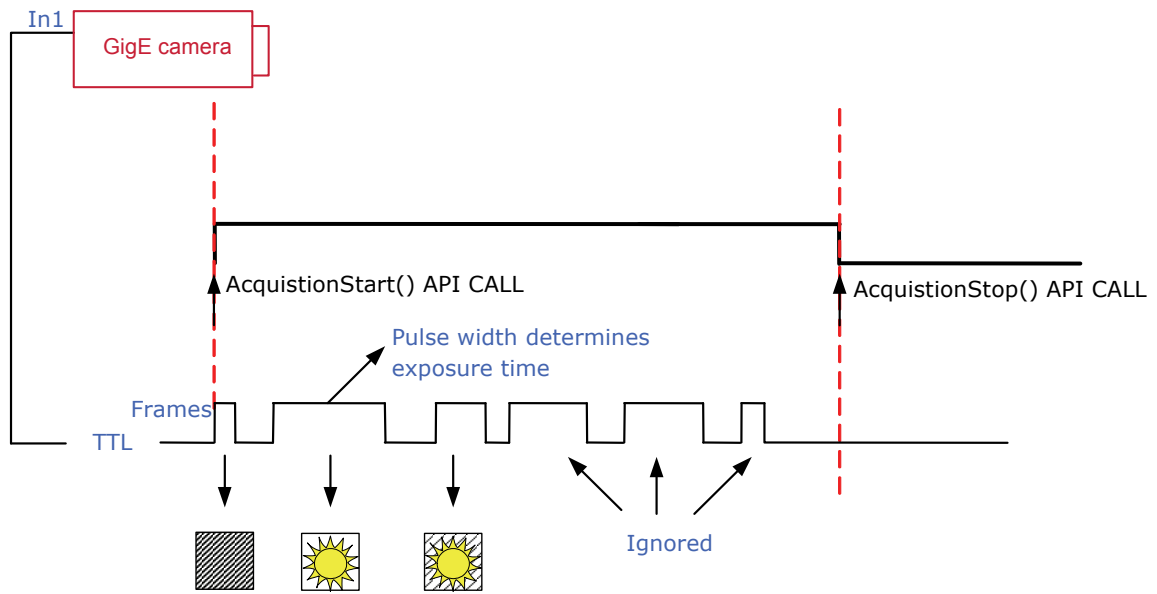 In1
GigE camera
AcquistionStart() API CALL
AcquistionStop() API CALL
Pulse width determines
exposure time
Frames
TTL
Ignored